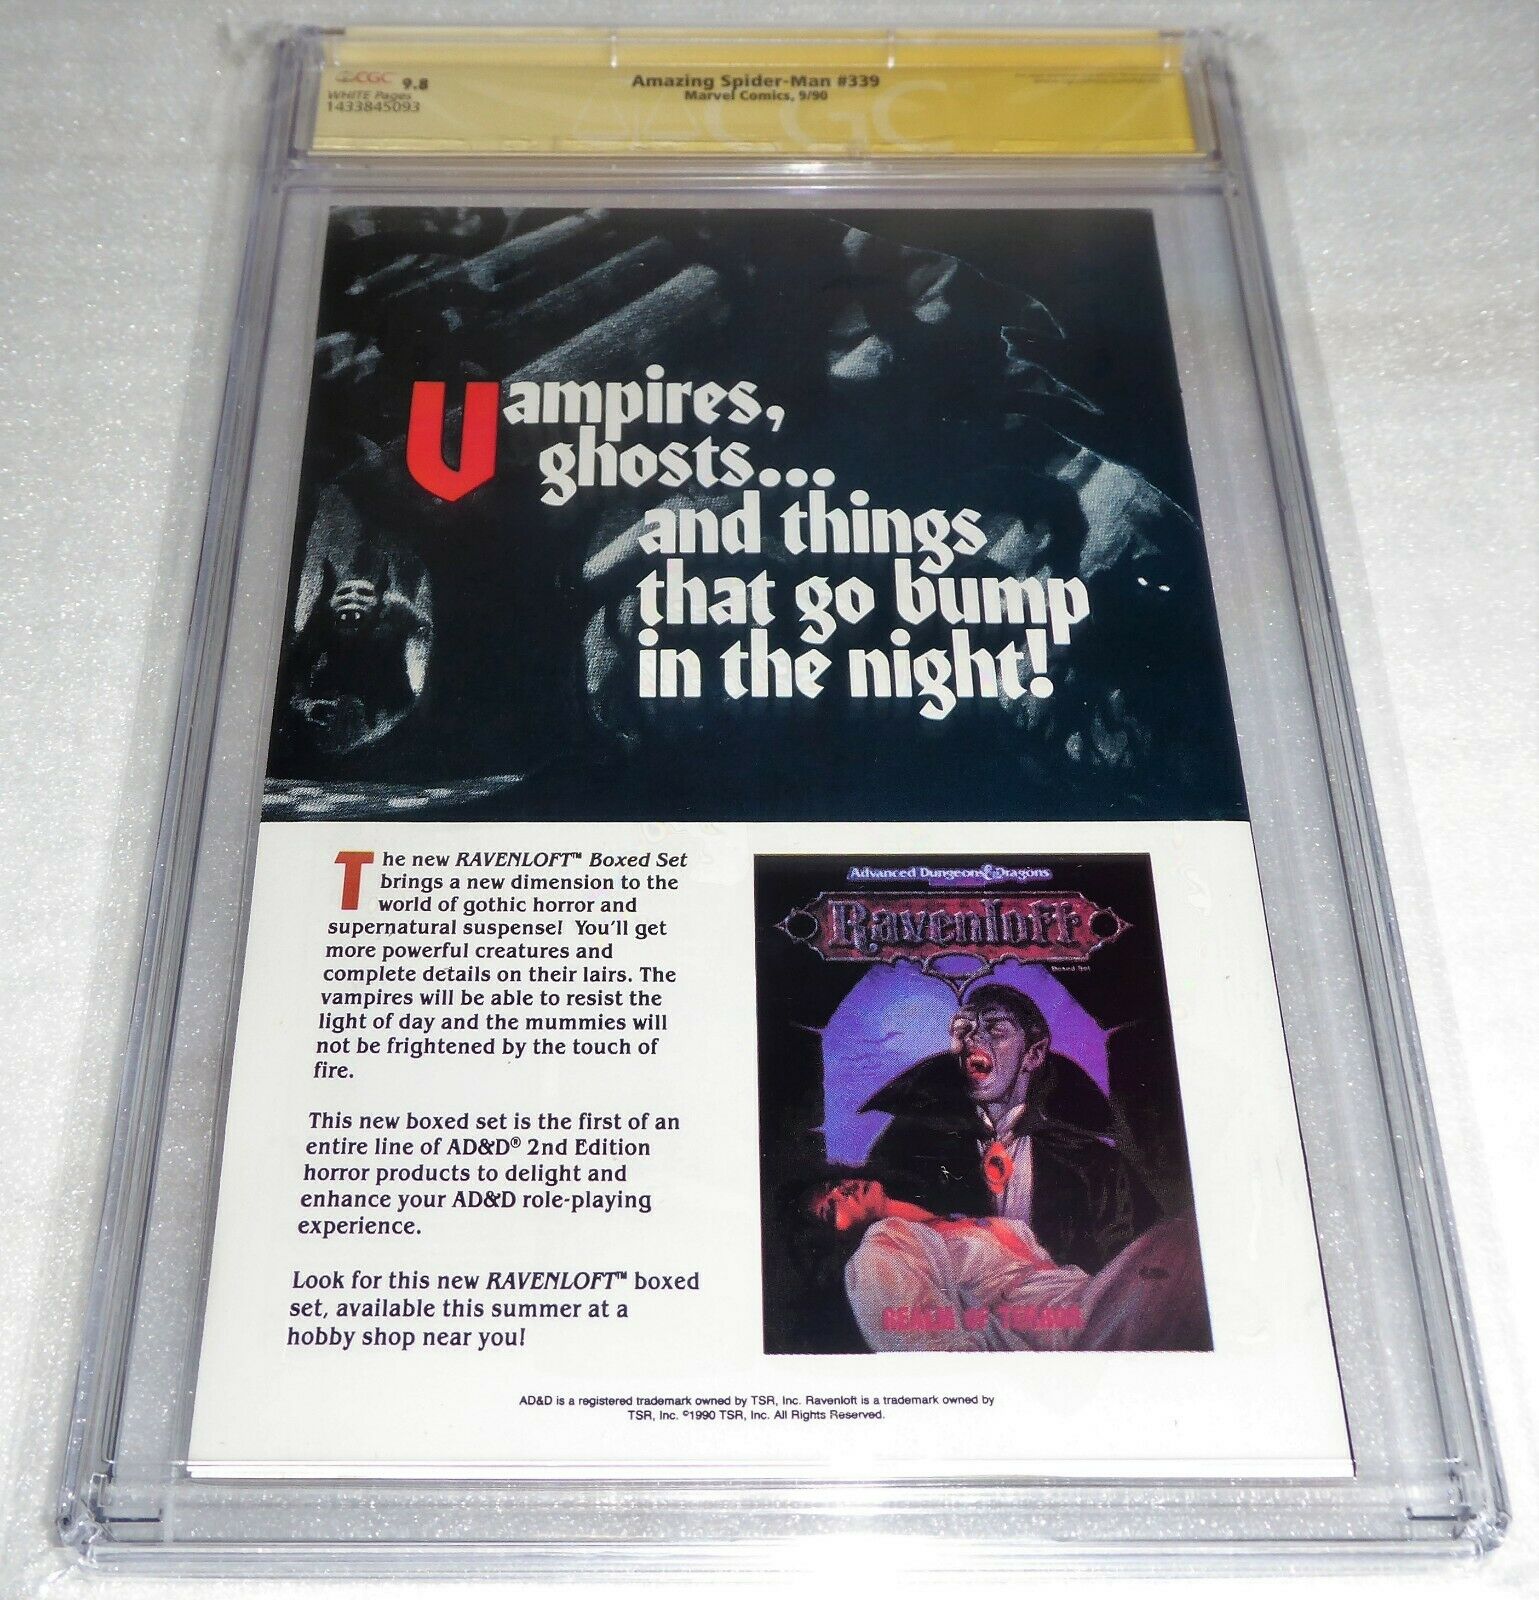 CGC 9.8
WHITE Pages
1433845093
Amazing Spider-Man #339
Marvel Comics, 9/90
CGC
Vampires,
ghosts...
and things
that go bump
in the night!
The new RAVENLOFT™ Boxed Set
brings a new dimension to the
world of gothic horror and
supernatural suspense! You'll get
more powerful creatures and
complete details on their lairs. The
vampires will be able to resist the
light of day and the mummies will
not be frightened by the touch of
fire.
This new boxed set is the first of an
entire line of AD&D® 2nd Edition
horror products to delight and
enhance your AD&D role-playing
experience.
Look for this new RAVENLOFT™ boxed
set, available this summer at a
hobby shop near you!
Advanced Dungeons & Dragons
Ravenloft
Boxed Set
REALM OF TERROR
AD&D is a registered trademark owned by TSR, Inc. Ravenloft is a trademark owned by
TSR, Inc. ©1990 TSR, Inc. All Rights Reserved.